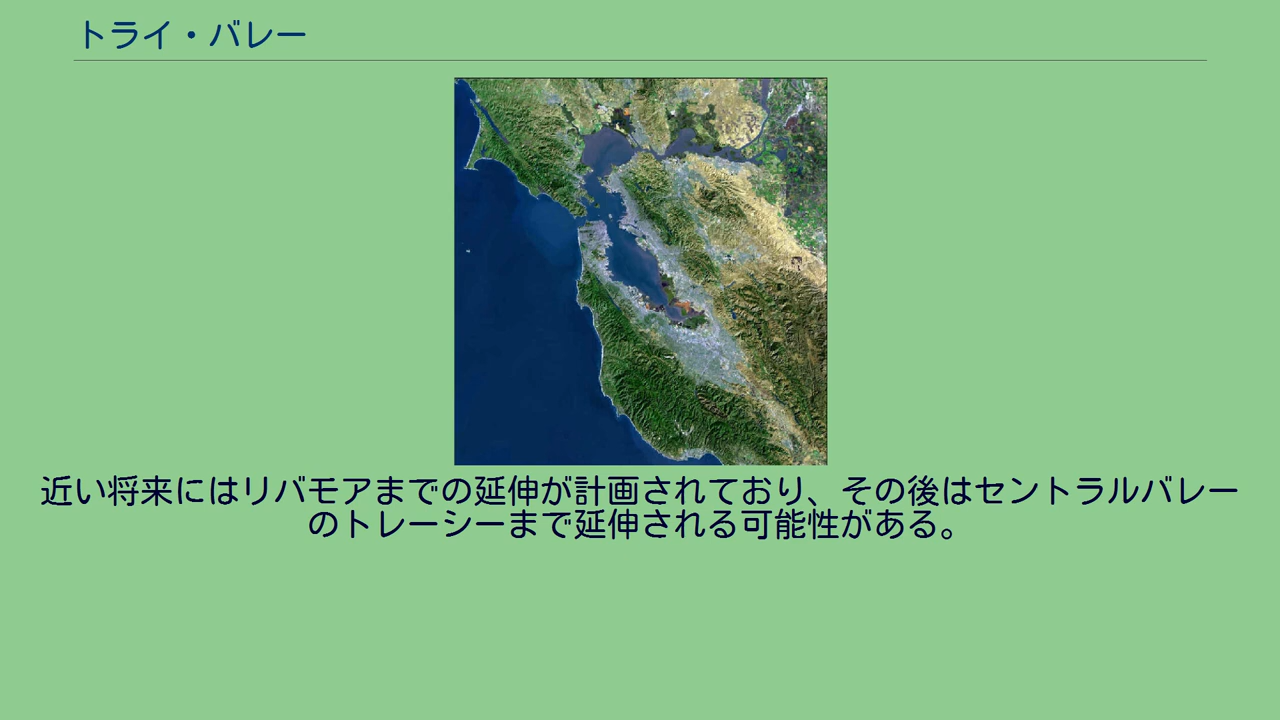 トライ・バレー
近い将来にはリバモアまでの延伸が計画されており、その後はセントラルバレー
のトレーシーまで延伸される可能性がある。